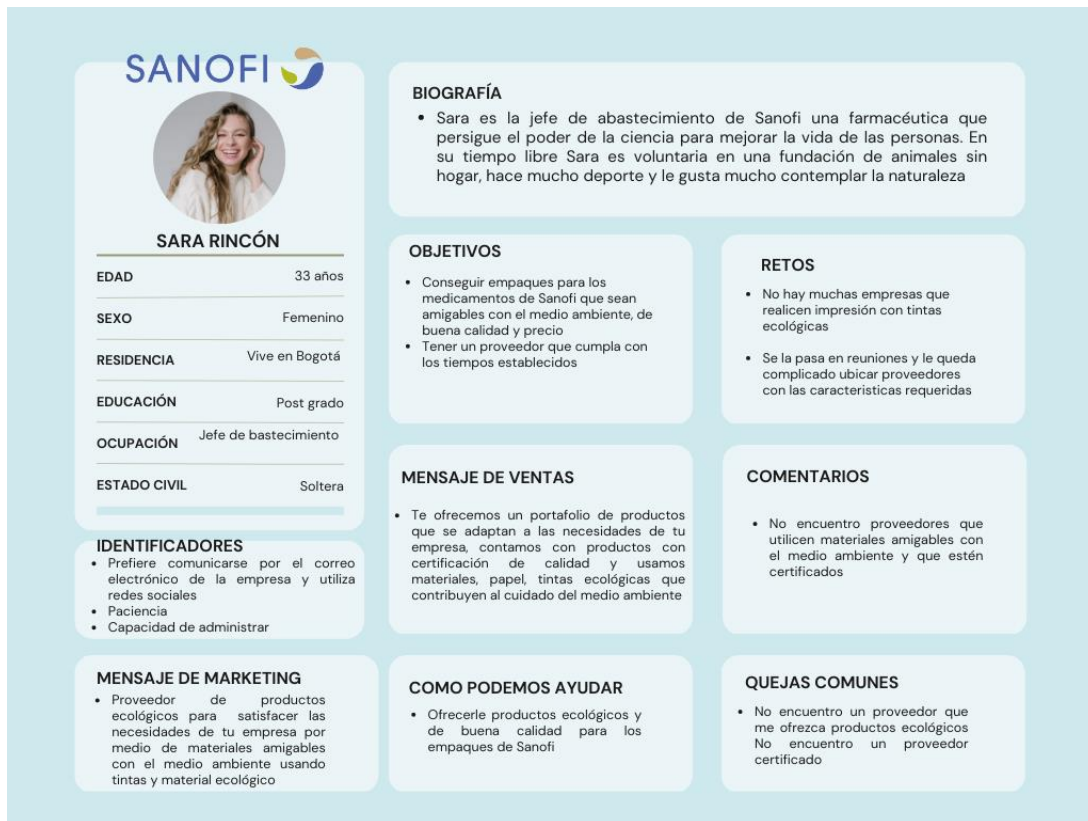 SANOFI
SARA RINCÓN
EDAD 33 años
SEXO Femenino
RESIDENCIA Vive en Bogotá
EDUCACIÓN Post grado
OCUPACIÓN Jefe de bastecimiento
ESTADO CIVIL Soltera
IDENTIFICADORES
• Prefiere comunicarse por el correo
electrónico de la empresa y utiliza
redes sociales
• Paciencia
• Capacidad de administrar
BIOGRAFÍA
• Sara es la jefe de abastecimiento de Sanofi una farmacéutica que
persigue el poder de la ciencia para mejorar la vida de las personas. En
su tiempo libre Sara es voluntaria en una fundación de animales sin
hogar, hace mucho deporte y le gusta mucho contemplar la naturaleza
OBJETIVOS
• Conseguir empaques para los
medicamentos de Sanofi que sean
amigables con el medio ambiente, de
buena calidad y precio
• Tener un proveedor que cumpla con
los tiempos establecidos
RETOS
• No hay muchas empresas que
realicen impresión con tintas
ecológicas
• Se la pasa en reuniones y le queda
complicado ubicar proveedores
con las caracteristicas requeridas
MENSAJE DE VENTAS
• Te ofrecemos un portafolio de productos
que se adaptan a las necesidades de tu
empresa, contamos con productos con
certificación de calidad y usamos
materiales, papel, tintas ecológicas que
contribuyen al cuidado del medio ambiente
COMENTARIOS
• No encuentro proveedores que
utilicen materiales amigables con
el medio ambiente y que estén
certificados
MENSAJE DE MARKETING
• Proveedor de productos
ecológicos para satisfacer las
necesidades de tu empresa por
medio de materiales amigables
con el medio ambiente usando
tintas y material ecológico
COMO PODEMOS AYUDAR
• Ofrecerle productos ecológicos y
de buena calidad para los
empaques de Sanofi
QUEJAS COMUNES
• No encuentro un proveedor que
me ofrezca productos ecológicos
No encuentro un proveedor
certificado